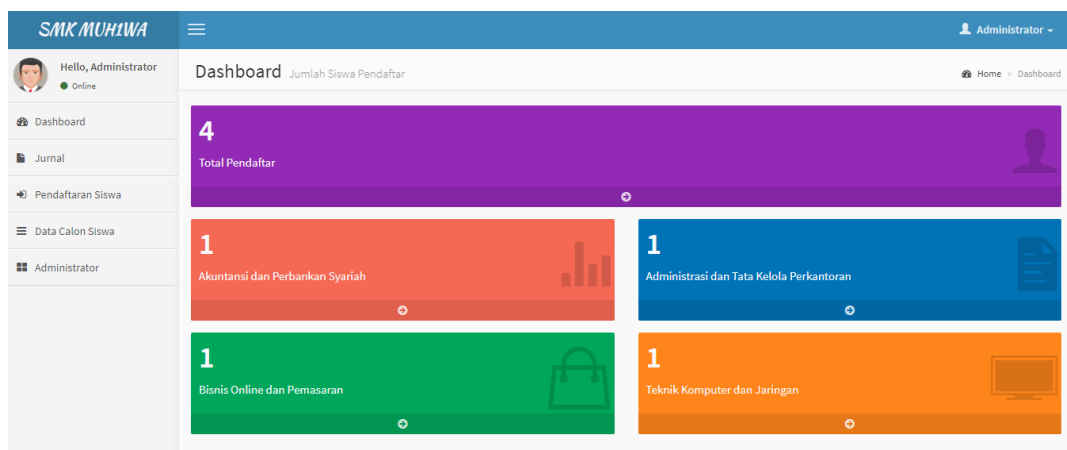 SMK MUH1WA
Administrator
Hello, Administrator
Online
Dashboard
Jurnal
Pendaftaran Siswa
Data Calon Siswa
Administrator
Dashboard Jumlah Siswa Pendaftar
Home > Dashboard
4
Total Pendaftar
1
Akuntansi dan Perbankan Syariah
1
Administrasi dan Tata Kelola Perkantoran
1
Bisnis Online dan Pemasaran
1
Teknik Komputer dan Jaringan